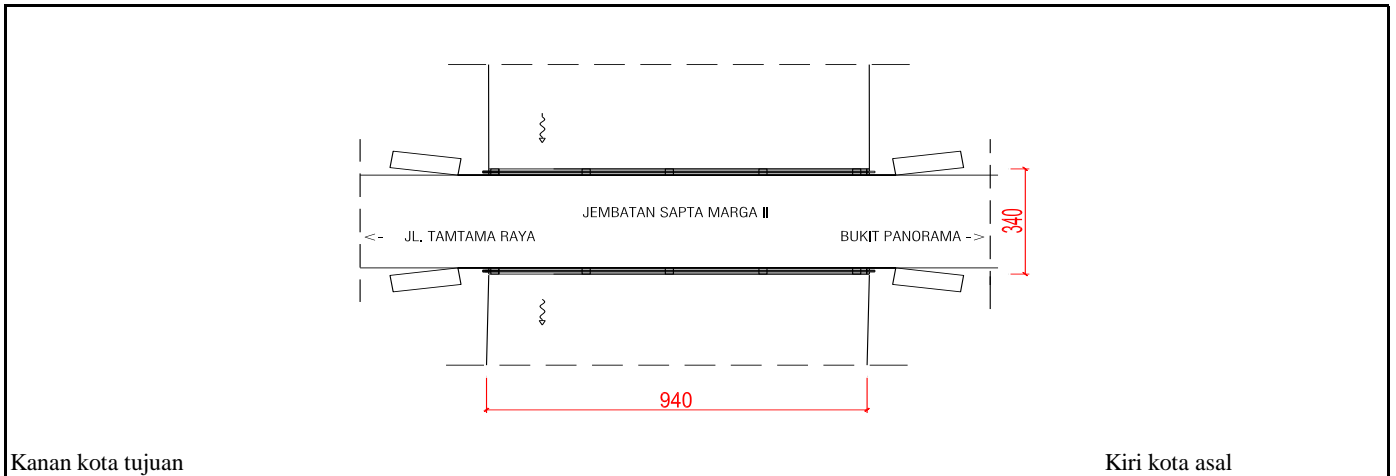 JEMBATAN SAPTA MARGA II
<- JL. TAMTAMA RAYA
BUKIT PANORAMA ->
340
940
Kanan kota tujuan
Kiri kota asal